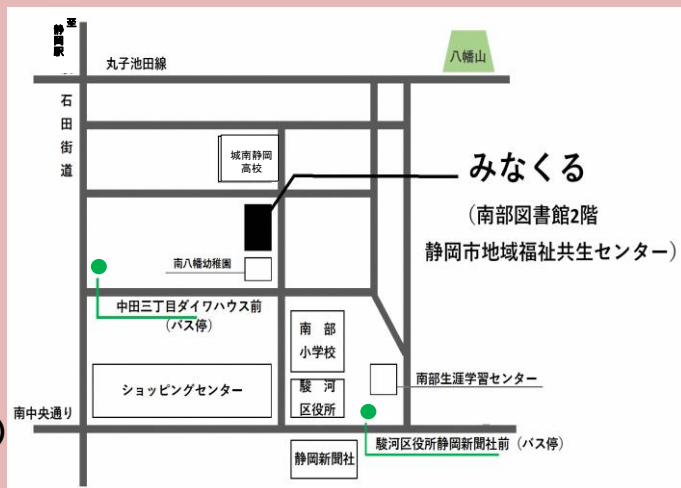 至
静岡駅
丸子池田線
八幡山
石田街道
城南静岡
高校
みなくる
（南部図書館2階
静岡市地域福祉共生センター）
南八幡幼稚園
中田三丁目ダイワハウス前
（バス停）
南　部
小学校
ショッピングセンター
駿　河
区役所
南部生涯学習センター
南中央通り
）
駿河区役所静岡新聞社前（バス停）
静岡新聞社